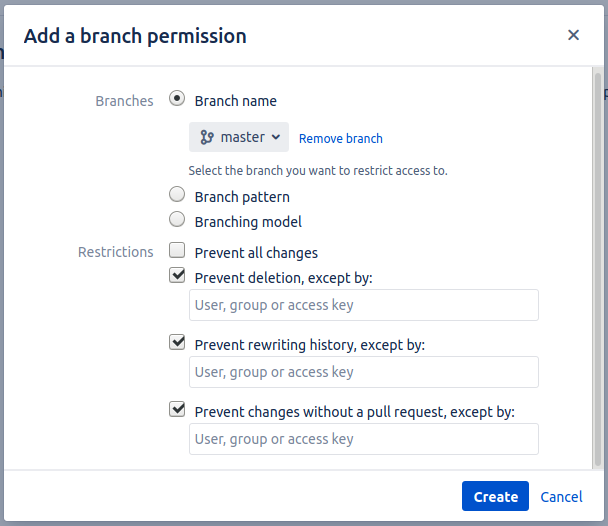 Add a branch permission
Branches
Branch name
master
Remove branch
Select the branch you want to restrict access to.
Branch pattern
Branching model
Restrictions
Prevent all changes
Prevent deletion, except by:
User, group or access key
Prevent rewriting history, except by:
User, group or access key
Prevent changes without a pull request, except by:
User, group or access key
Create
Cancel